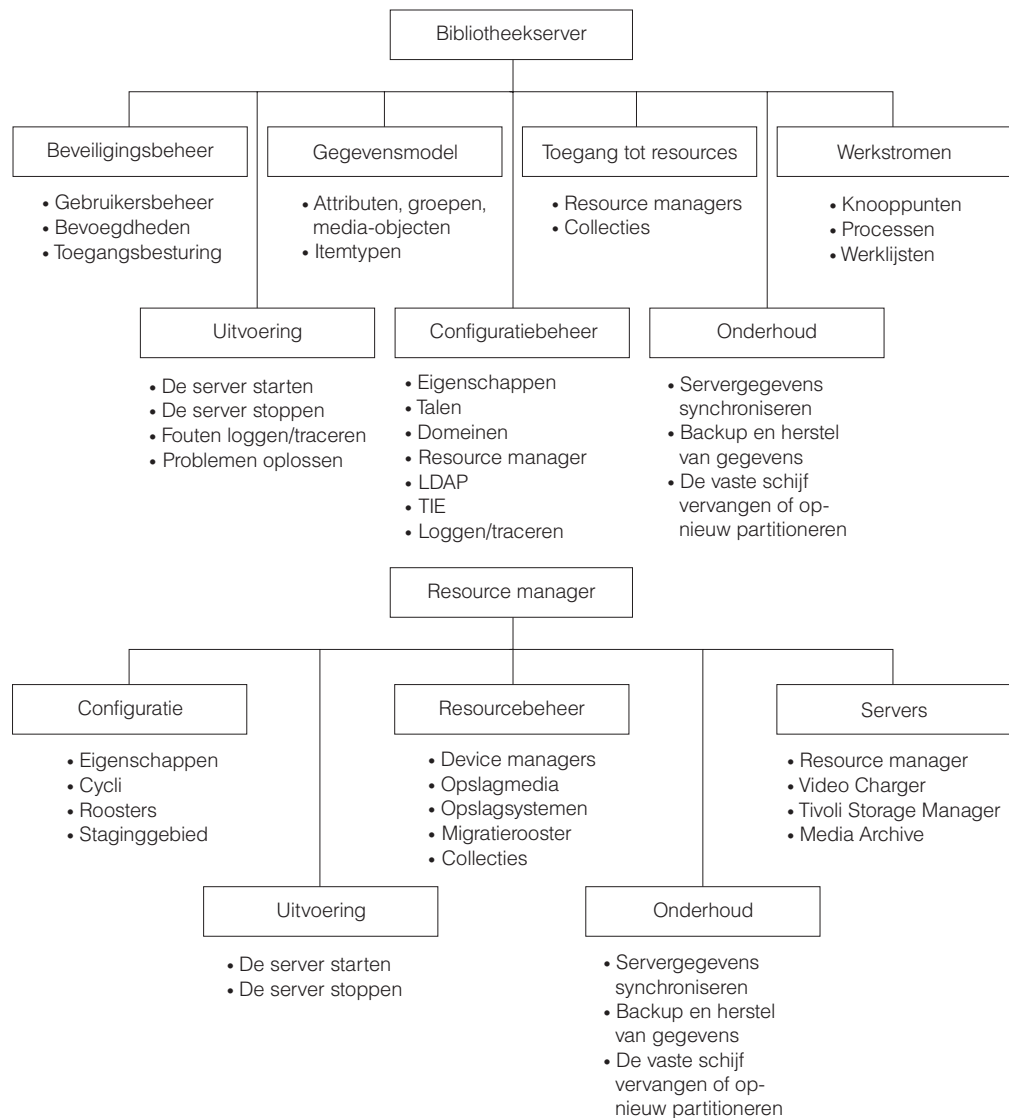 Bibliotheekserver
Beveiligingsbeheer
• Gebruikersbeheer
• Bevoegdheden
• Toegangsbesturing
Gegevensmodel
• Attributen, groepen,
media-objecten
• Itemtypen
Toegang tot resources
• Resource managers
• Collecties
Werkstromen
• Knooppunten
• Processen
• Werklijsten
Uitvoering
• De server starten
• De server stoppen
• Fouten loggen/traceren
• Problemen oplossen
Configuratiebeheer
• Eigenschappen
• Talen
• Domeinen
• Resource manager
• LDAP
• TIE
• Loggen/traceren
Onderhoud
• Servergegevens
synchroniseren
• Backup en herstel
van gegevens
• De vaste schijf
vervangen of op-
nieuw partitioneren
Resource manager
Configuratie
• Eigenschappen
• Cycli
• Roosters
• Staginggebied
Resourcebeheer
• Device managers
• Opslagmedia
• Opslagsystemen
• Migratierooster
• Collecties
Servers
• Resource manager
• Video Charger
• Tivoli Storage Manager
• Media Archive
Uitvoering
• De server starten
• De server stoppen
Onderhoud
• Servergegevens
synchroniseren
• Backup en herstel
van gegevens
• De vaste schijf
vervangen of op-
nieuw partitioneren